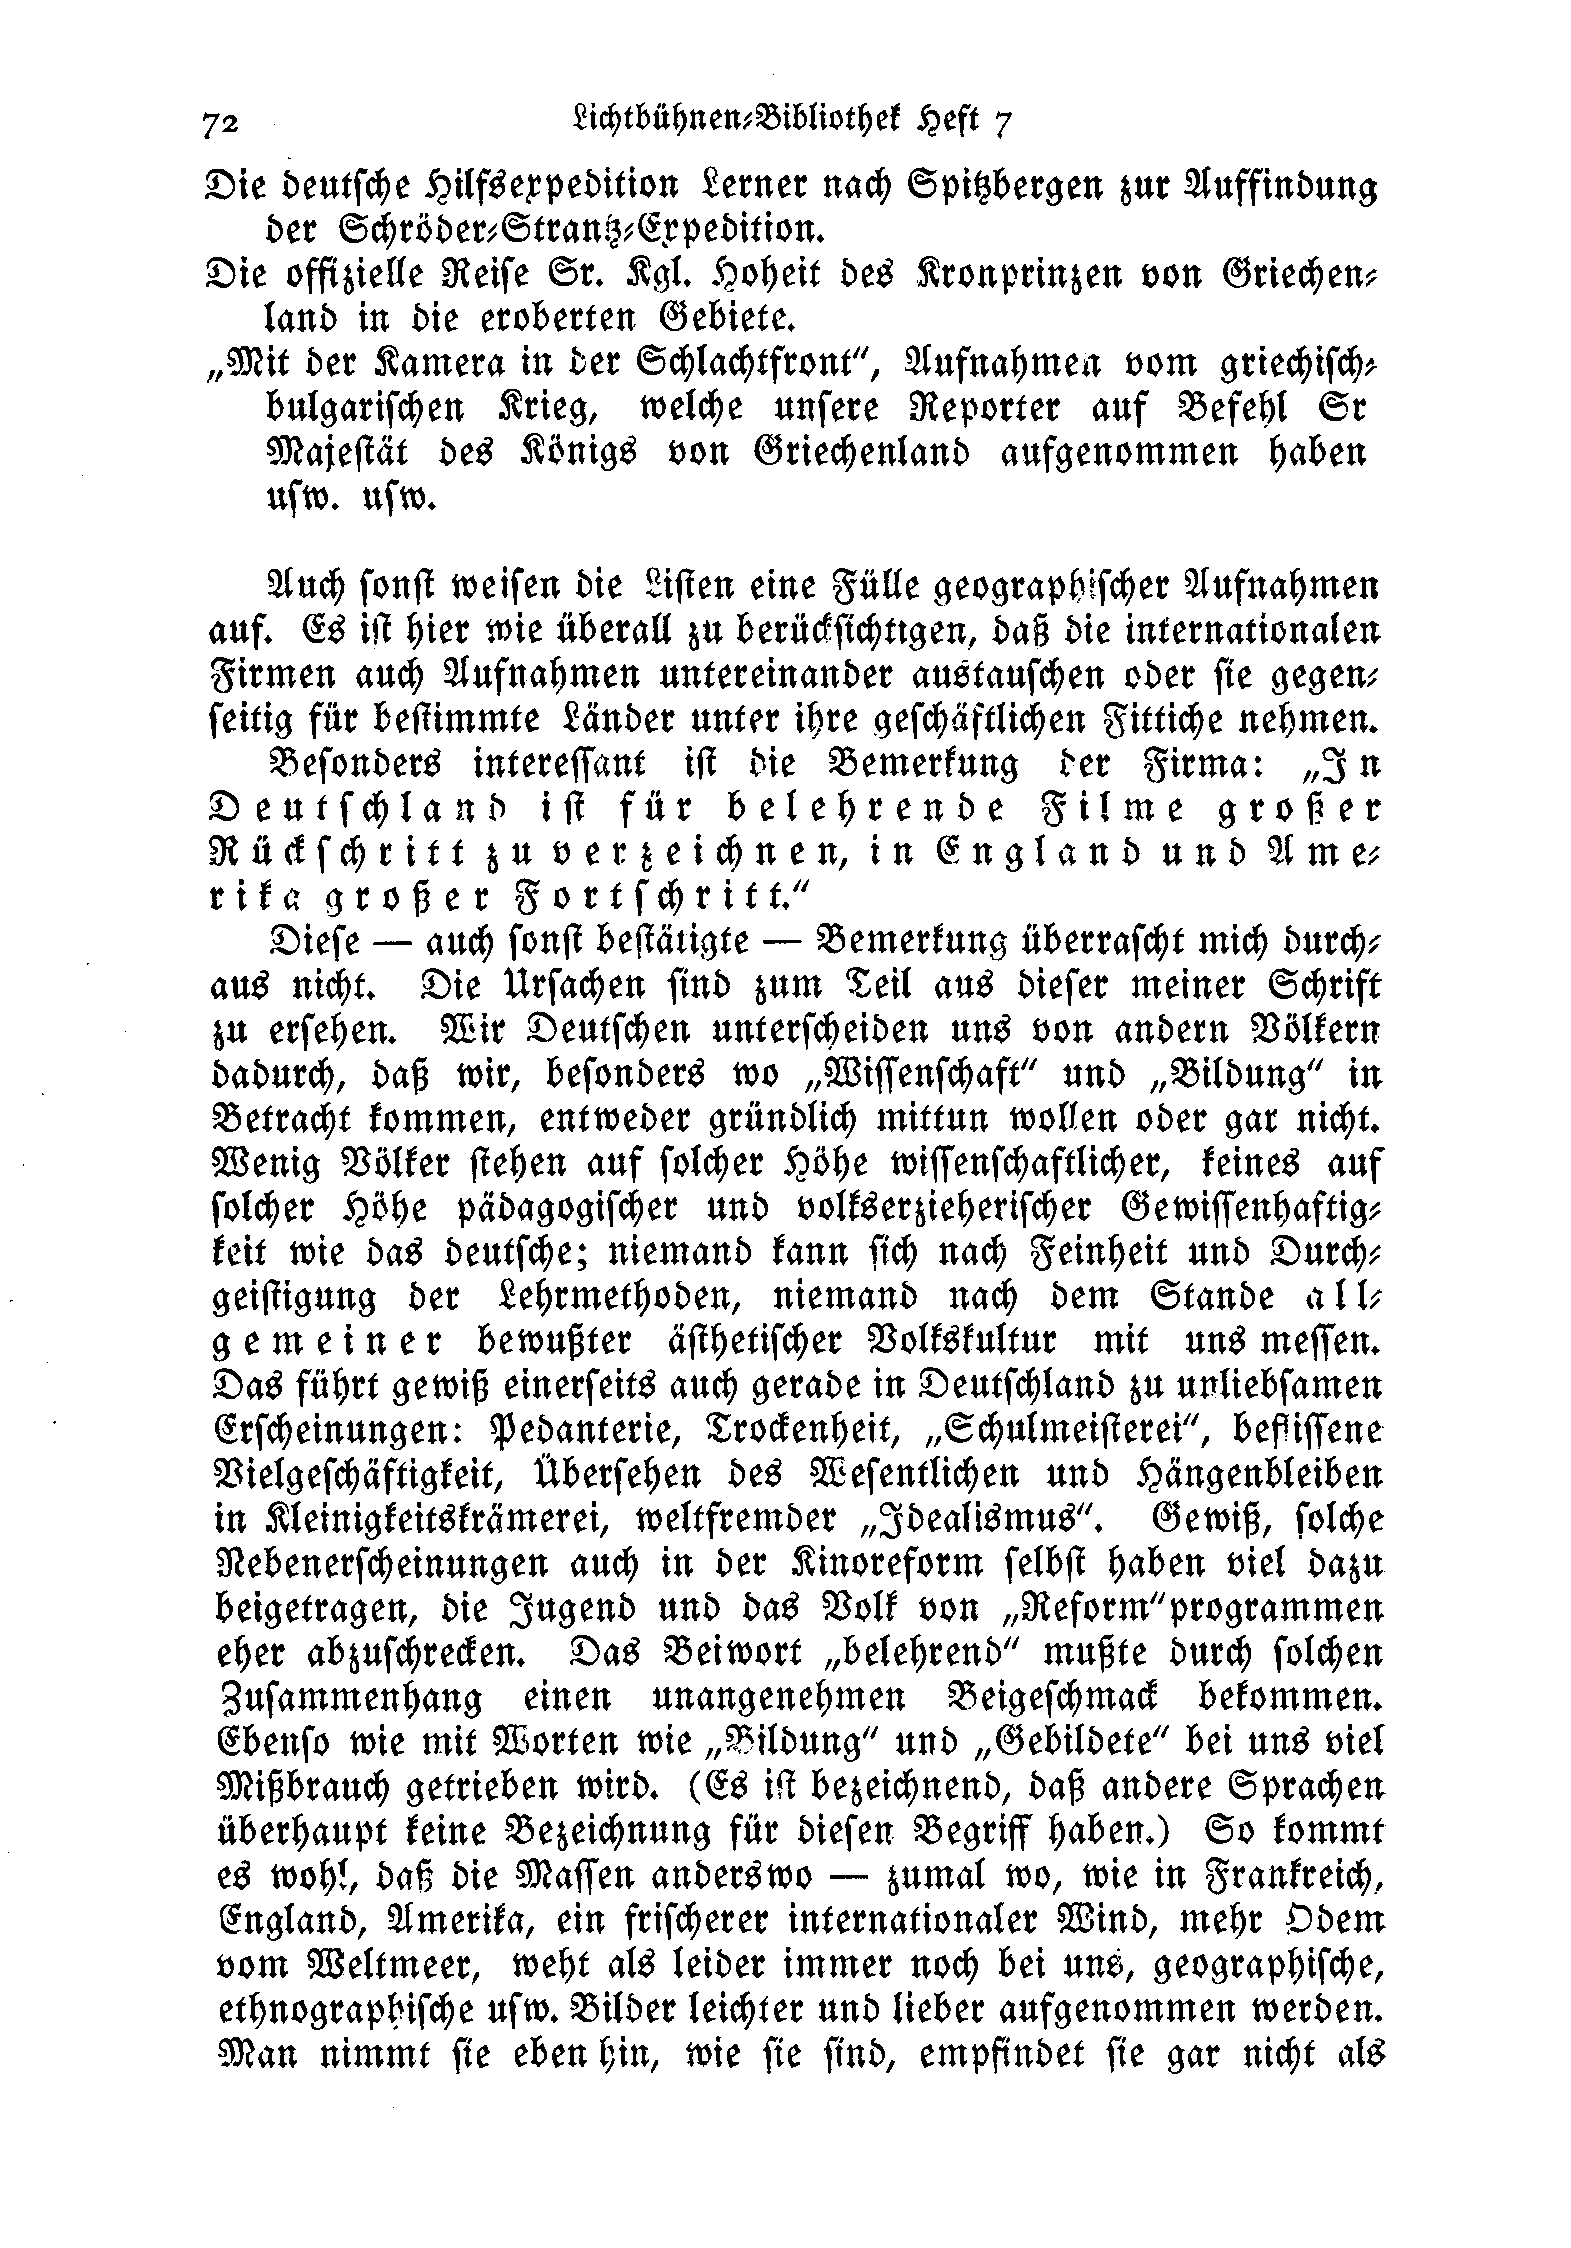 72 Lichtbühnen-Bibliothek Heft 7
Die deutsche Hilfsexpedition Lerner nach Spitzbergen zur Auffindung
der Schröder-Strantz-Expedition.
Die offizielle Reise Sr. Kgl. Hoheit des Kronprinzen von Griechen-
land in die eroberten Gebiete.
„Mit der Kamera in der Schlachtfront“, Aufnahmen vom griechisch-
bulgarischen Krieg, welche unsere Reporter auf Befehl Sr
Majestät des Königs von Griechenland aufgenommen haben
usw. usw.
Auch sonst weisen die Listen eine Fülle geographischer Aufnahmen
auf. Es ist hier wie überall zu berücksichtigen, daß die internationalen
Firmen auch Aufnahmen untereinander austauschen oder sie gegen-
seitig für bestimmte Länder unter ihre geschäftlichen Fittiche nehmen.
Besonders interessant ist die Bemerkung der Firma: „In
Deutschland ist für belehrende Filme großer
Rückschritt zu verzeichnen, in England und Ame-
rika großer Fortschritt.“
Diese — auch sonst bestätigte — Bemerkung überrascht mich durch-
aus nicht. Die Ursachen sind zum Teil aus dieser meiner Schrift
zu ersehen. Wir Deutschen unterscheiden uns von andern Völkern
dadurch, daß wir, besonders wo „Wissenschaft“ und „Bildung“ in
Betracht kommen, entweder gründlich mittun wollen oder gar nicht.
Wenig Völker stehen auf solcher Höhe wissenschaftlicher, keines auf
solcher Höhe pädagogischer und volkserzieherischer Gewissenhaftig-
keit wie das deutsche; niemand kann sich nach Feinheit und Durch-
geistigung der Lehrmethoden, niemand nach dem Stande all-
gemeiner bewußter ästhetischer Volkskultur mit uns messen.
Das führt gewiß einerseits auch gerade in Deutschland zu unliebsamen
Erscheinungen: Pedanterie, Trockenheit, „Schulmeisterei“, beflissene
Vielgeschäftigkeit, Übersehen des Wesentlichen und Hängenbleiben
in Kleinigkeitskrämerei, weltfremder „Idealismus“. Gewiß, solche
Nebenerscheinungen auch in der Kinoreform selbst haben viel dazu
beigetragen, die Jugend und das Volk von „Reform“programmen
eher abzuschrecken. Das Beiwort „belehrend“ mußte durch solchen
Zusammenhang einen unangenehmen Beigeschmack bekommen.
Ebenso wie mit Worten wie „Bildung“ und „Gebildete“ bei uns viel
Mißbrauch getrieben wird. (Es ist bezeichnend, daß andere Sprachen
überhaupt keine Bezeichnung für diesen Begriff haben.) So kommt
es wohl, daß die Massen anderswo — zumal wo, wie in Frankreich,
England, Amerika, ein frischerer internationaler Wind, mehr Odem
vom Weltmeer, weht als leider immer noch bei uns, geographische,
ethnographische usw. Bilder leichter und lieber aufgenommen werden.
Man nimmt sie eben hin, wie sie sind, empfindet sie gar nicht als